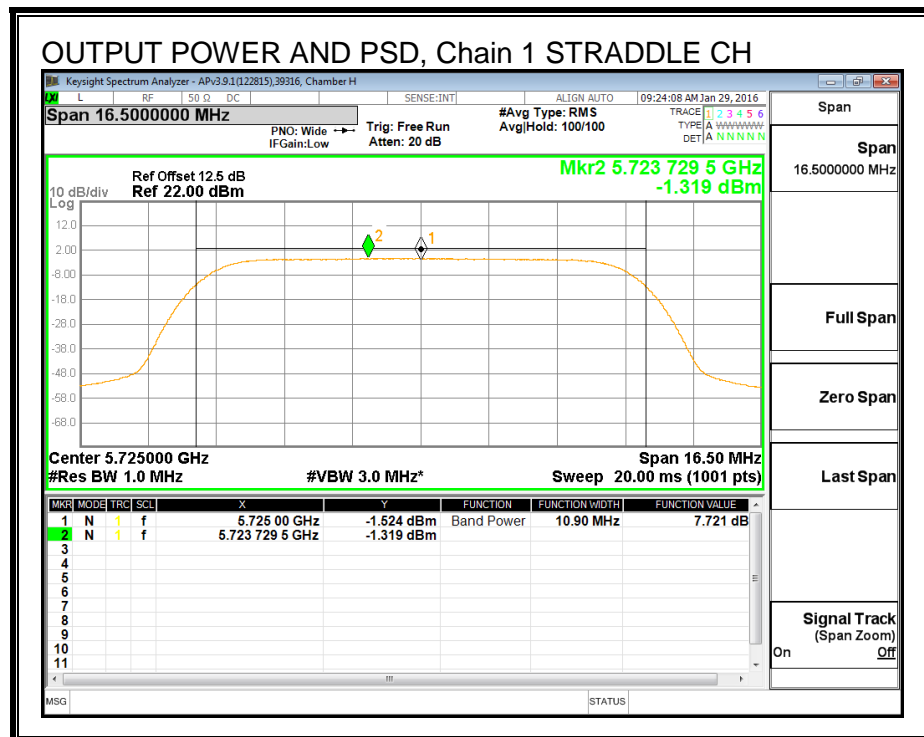 OUTPUT POWER AND PSD, Chain 1 STRADDLE CH
Keysight Spectrum Analyzer - APv3.9.1(122815),39316, Chamber H
LXI L RF 50 Ω DC SENSE:INT ALIGN AUTO 09:24:08 AM Jan 29, 2016
Span 16.5000000 MHz
PNO: Wide
IFGain:Low
Trig: Free Run
Atten: 20 dB
#Avg Type: RMS
Avg|Hold: 100/100
TRACE 1 2 3 4 5 6
TYPE A WWWWW
DET A N N N N N
Ref Offset 12.5 dB
10 dB/div Ref 22.00 dBm
Log
Mkr2 5.723 729 5 GHz
-1.319 dBm
12.0
2.00
-8.00
-18.0
-28.0
-38.0
-48.0
-58.0
-68.0
2
1
Center 5.725000 GHz Span 16.50 MHz
#Res BW 1.0 MHz #VBW 3.0 MHz* Sweep 20.00 ms (1001 pts)
MKR MODE TRC SCL X Y FUNCTION FUNCTION WIDTH FUNCTION VALUE
1 N 1 f 5.725 00 GHz -1.524 dBm Band Power 10.90 MHz 7.721 dB
2 N 1 f 5.723 729 5 GHz -1.319 dBm
3
4
5
6
7
8
9
10
11
MSG STATUS
Span
Span
16.5000000 MHz
Full Span
Zero Span
Last Span
Signal Track
(Span Zoom)
On Off